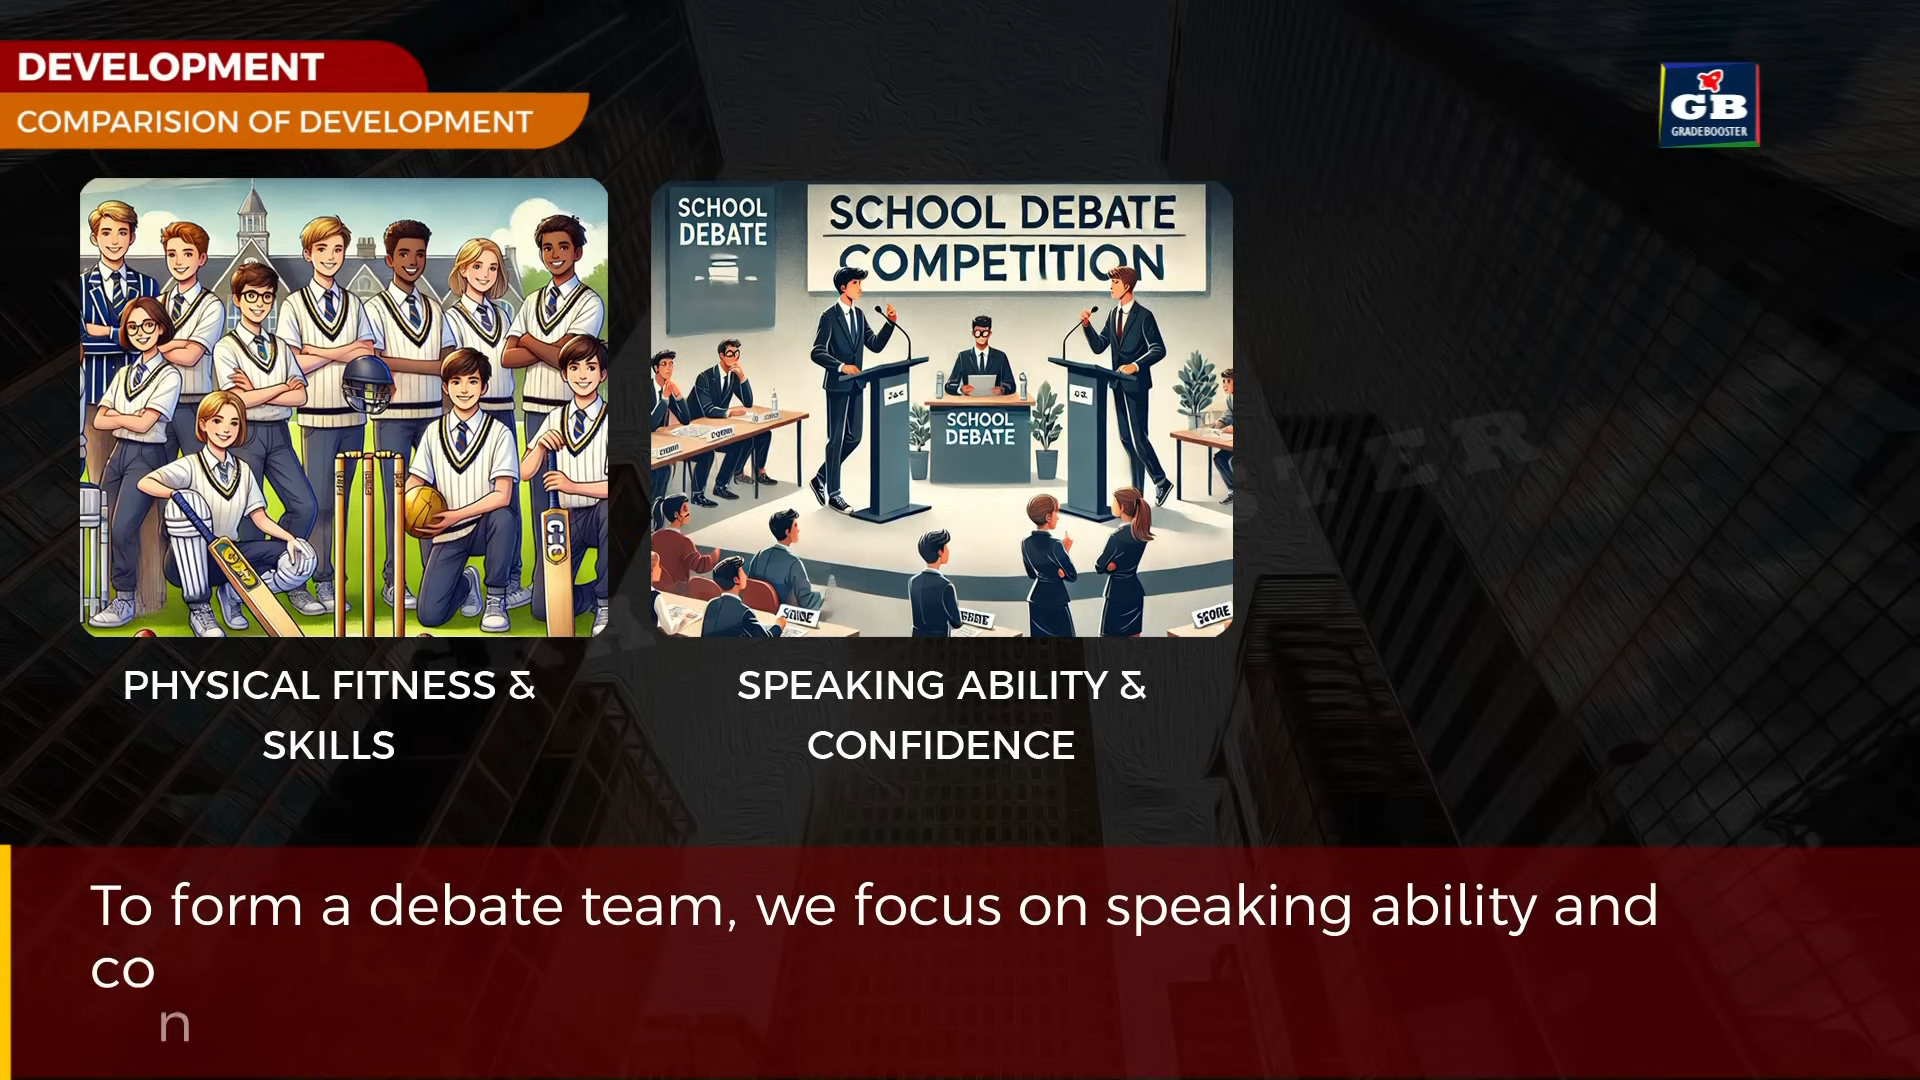 DEVELOPMENT
COMPARISION OF DEVELOPMENT
GB
GRADEBOOSTER
SCHOOL
DEBATE
SCHOOL DEBATE
COMPETITION
SCHOOL
DEBATE
SCORE
PHYSICAL FITNESS &
SKILLS
SPEAKING ABILITY &
CONFIDENCE
To form a debate team, we focus on speaking ability and
co
n